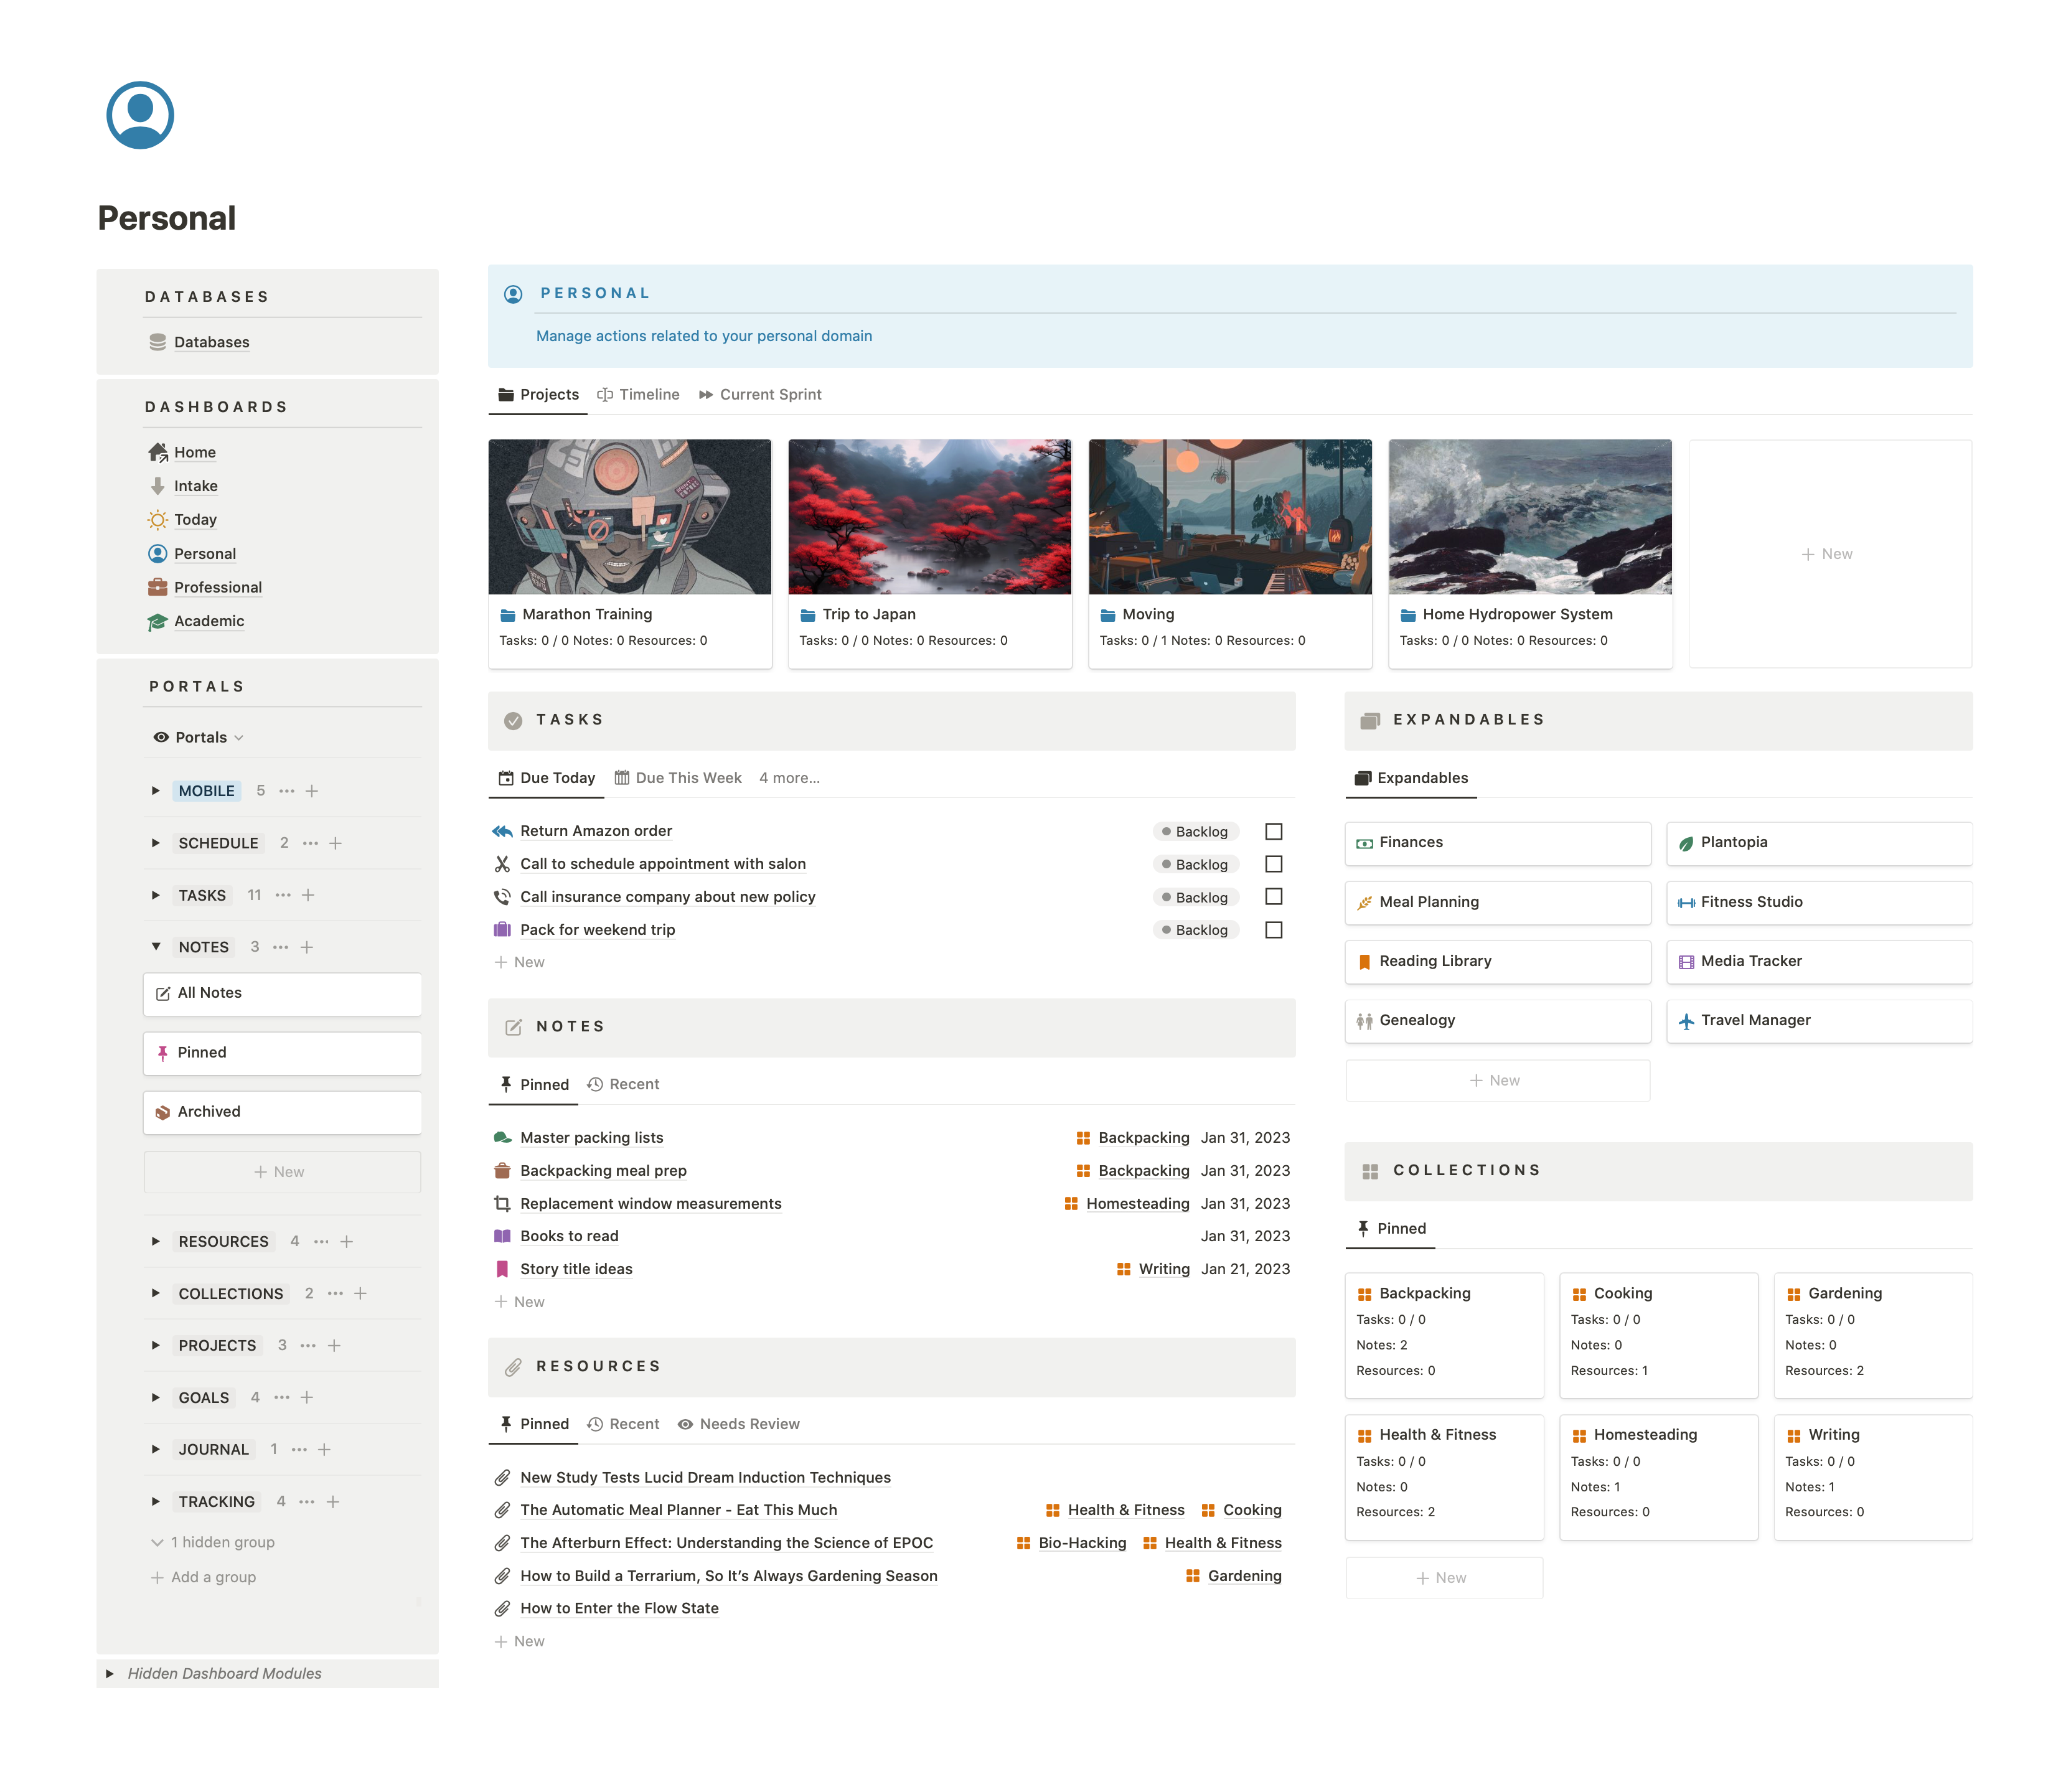 Personal
DATABASES
Databases
DASHBOARDS
Home
Intake
Today
Personal
Professional
Academic
PORTALS
Portals
MOBILE 5
SCHEDULE 2
TASKS 11
NOTES 3
All Notes
Pinned
Archived
+ New
RESOURCES 4
COLLECTIONS 2
PROJECTS 3
GOALS 4
JOURNAL 1
TRACKING 4
1 hidden group
+ Add a group
Hidden Dashboard Modules
PERSONAL
Manage actions related to your personal domain
Projects Timeline Current Sprint
Marathon Training
Tasks: 0 / 0 Notes: 0 Resources: 0
Trip to Japan
Tasks: 0 / 0 Notes: 0 Resources: 0
Moving
Tasks: 0 / 1 Notes: 0 Resources: 0
Home Hydropower System
Tasks: 0 / 0 Notes: 0 Resources: 0
+ New
TASKS
Due Today Due This Week 4 more...
Return Amazon order Backlog
Call to schedule appointment with salon Backlog
Call insurance company about new policy Backlog
Pack for weekend trip Backlog
+ New
NOTES
Pinned Recent
Master packing lists Backpacking Jan 31, 2023
Backpacking meal prep Backpacking Jan 31, 2023
Replacement window measurements Homesteading Jan 31, 2023
Books to read Jan 31, 2023
Story title ideas Writing Jan 21, 2023
+ New
RESOURCES
Pinned Recent Needs Review
New Study Tests Lucid Dream Induction Techniques
The Automatic Meal Planner - Eat This Much Health & Fitness Cooking
The Afterburn Effect: Understanding the Science of EPOC Bio-Hacking Health & Fitness
How to Build a Terrarium, So It’s Always Gardening Season Gardening
How to Enter the Flow State
+ New
EXPANDABLES
Expandables
Finances
Plantopia
Meal Planning
Fitness Studio
Reading Library
Media Tracker
Genealogy
Travel Manager
+ New
COLLECTIONS
Pinned
Backpacking
Tasks: 0 / 0
Notes: 2
Resources: 0
Cooking
Tasks: 0 / 0
Notes: 0
Resources: 1
Gardening
Tasks: 0 / 0
Notes: 0
Resources: 2
Health & Fitness
Tasks: 0 / 0
Notes: 0
Resources: 2
Homesteading
Tasks: 0 / 0
Notes: 1
Resources: 0
Writing
Tasks: 0 / 0
Notes: 1
Resources: 0
+ New